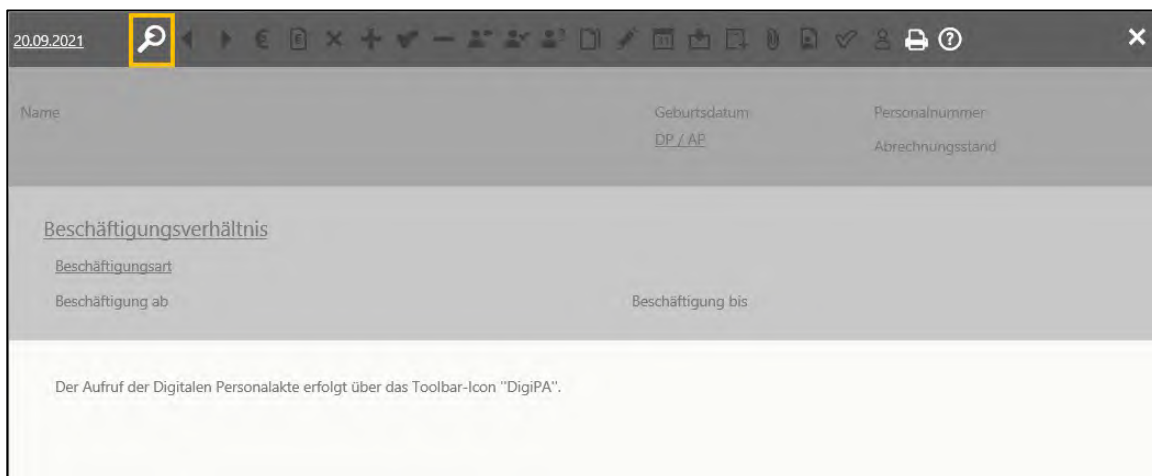 20.09.2021
Name Geburtsdatum Personalnummer
DP / AP Abrechnungsstand
Beschäftigungsverhältnis
Beschäftigungsart
Beschäftigung ab Beschäftigung bis
Der Aufruf der Digitalen Personalakte erfolgt über das Toolbar-Icon "DigiPA".